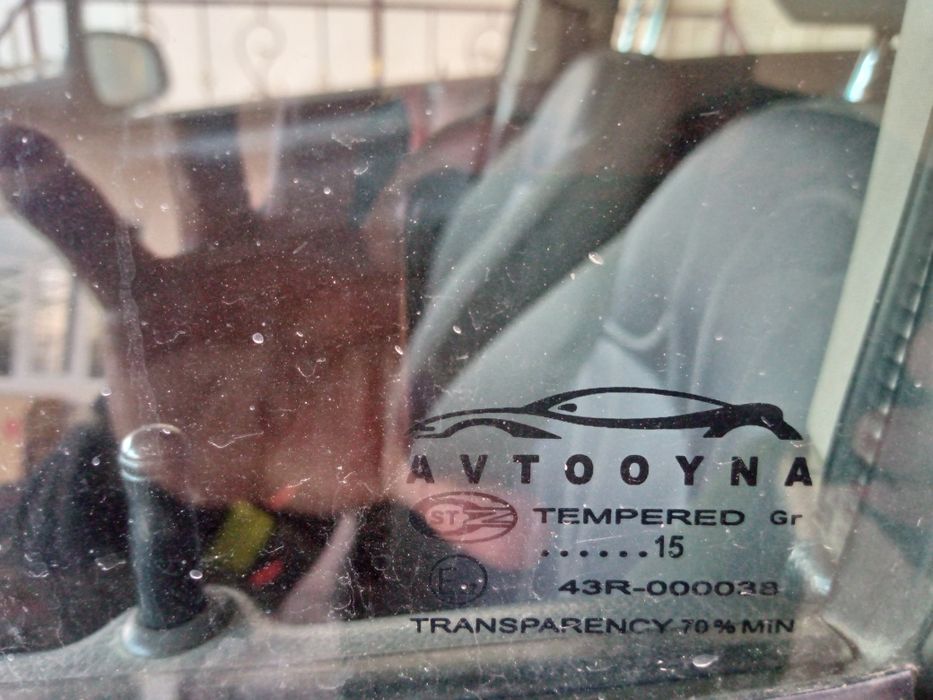 AVTOOYNA
ST TEMPERED Gr
......15
E 43R-000038
TRANSPARENCY 70% MiN